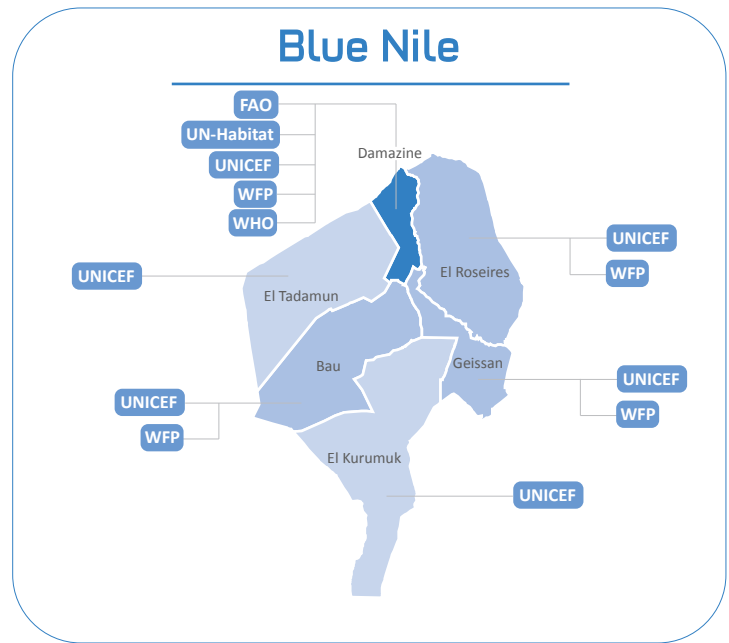 Blue Nile
FAO
UN-Habitat
UNICEF
WFP
WHO
Damazine
UNICEF
WFP
El Roseires
UNICEF
El Tadamun
Bau
Geissan
UNICEF
WFP
UNICEF
WFP
El Kurumuk
UNICEF